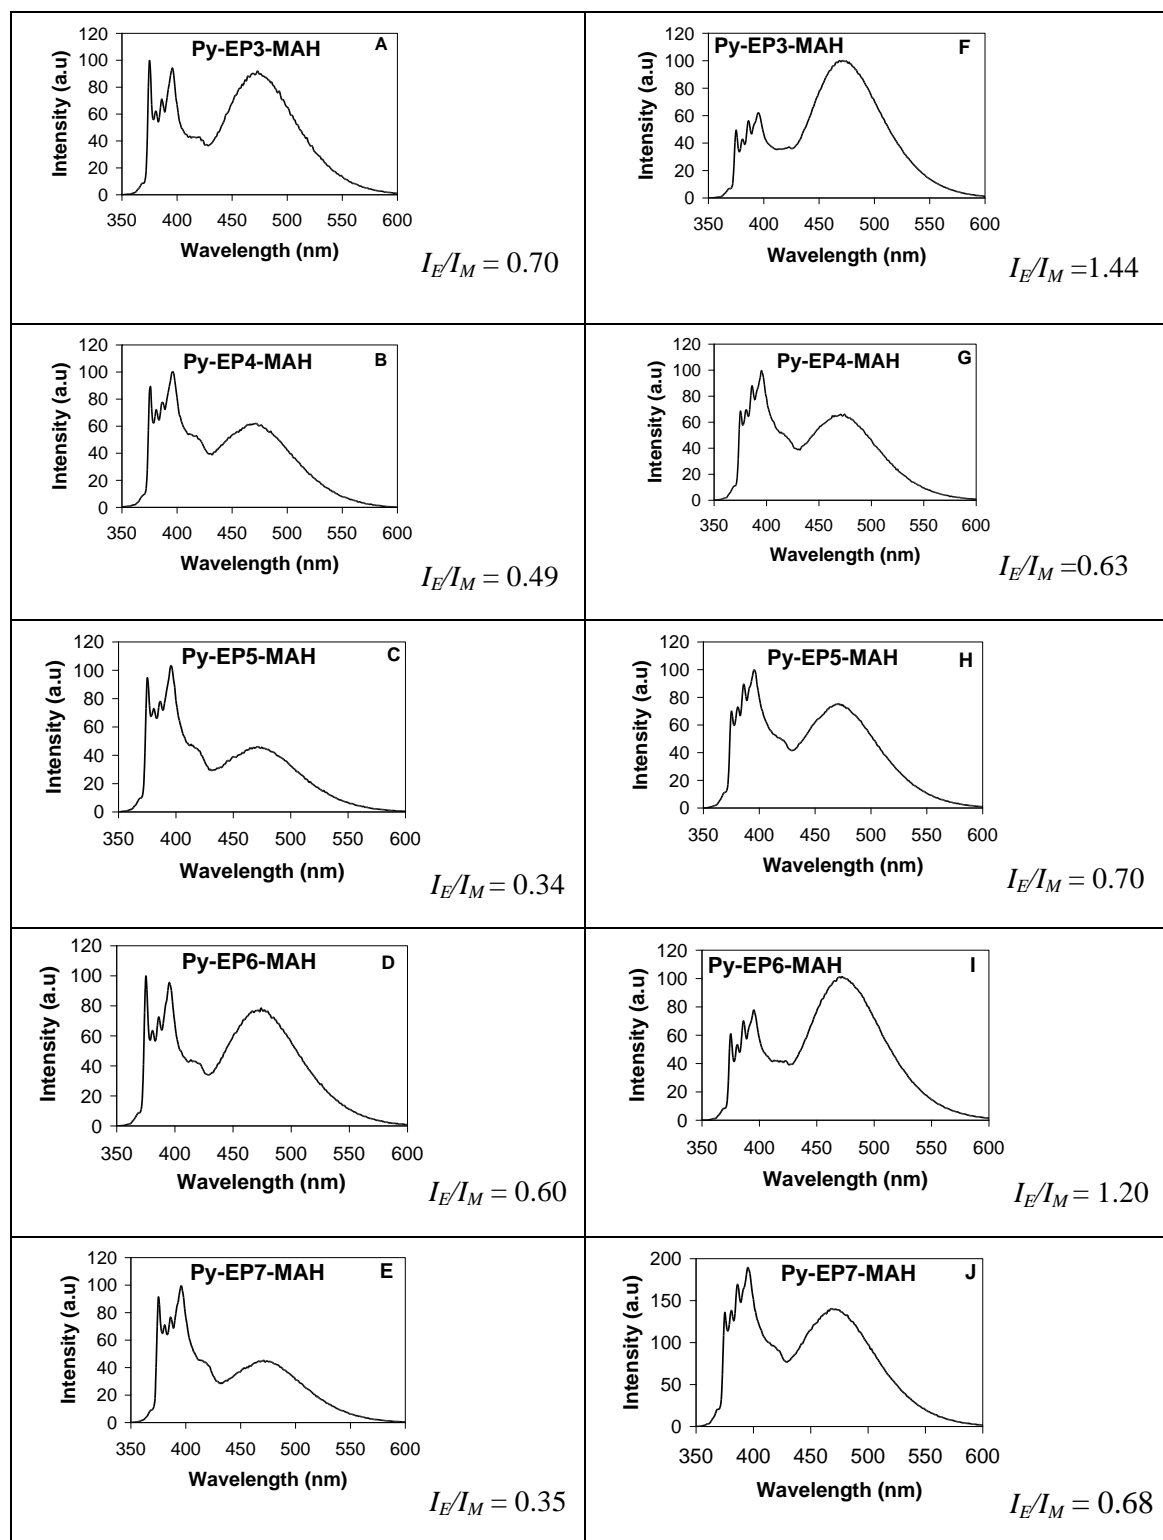 Py-EP3-MAH A
Intensity (a.u)
120
100
80
60
40
20
0
350 400 450 500 550 600
Wavelength (nm)
I_E/I_M = 0.70
Py-EP3-MAH F
Intensity (a.u)
120
100
80
60
40
20
0
350 400 450 500 550 600
Wavelength (nm)
I_E/I_M =1.44
Py-EP4-MAH B
Intensity (a.u)
120
100
80
60
40
20
0
350 400 450 500 550 600
Wavelength (nm)
I_E/I_M = 0.49
Py-EP4-MAH G
Intensity (a.u)
120
100
80
60
40
20
0
350 400 450 500 550 600
Wavelength (nm)
I_E/I_M =0.63
Py-EP5-MAH C
Intensity (a.u)
120
100
80
60
40
20
0
350 400 450 500 550 600
Wavelength (nm)
I_E/I_M = 0.34
Py-EP5-MAH H
Intensity (a.u)
120
100
80
60
40
20
0
350 400 450 500 550 600
Wavelength (nm)
I_E/I_M = 0.70
Py-EP6-MAH D
Intensity (a.u)
120
100
80
60
40
20
0
350 400 450 500 550 600
Wavelength (nm)
I_E/I_M = 0.60
Py-EP6-MAH I
Intensity (a.u)
120
100
80
60
40
20
0
350 400 450 500 550 600
Wavelength (nm)
I_E/I_M = 1.20
Py-EP7-MAH E
Intensity (a.u)
120
100
80
60
40
20
0
350 400 450 500 550 600
Wavelength (nm)
I_E/I_M = 0.35
Py-EP7-MAH J
Intensity (a.u)
200
150
100
50
0
350 400 450 500 550 600
Wavelength (nm)
I_E/I_M = 0.68